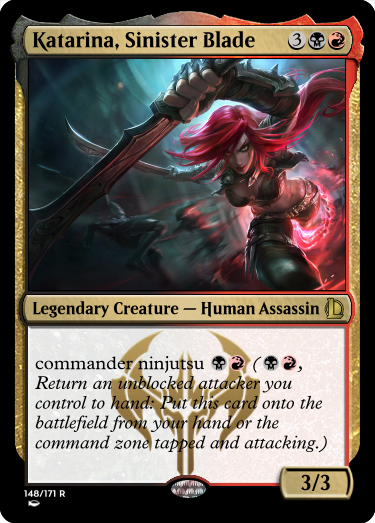 Katarina, Sinister Blade 3
Legendary Creature — Human Assassin
commander ninjutsu (
Return an unblocked attacker you
control to hand: Put this card onto the
battlefield from your hand or the
command zone tapped and attacking.)
3/3
148/171 R